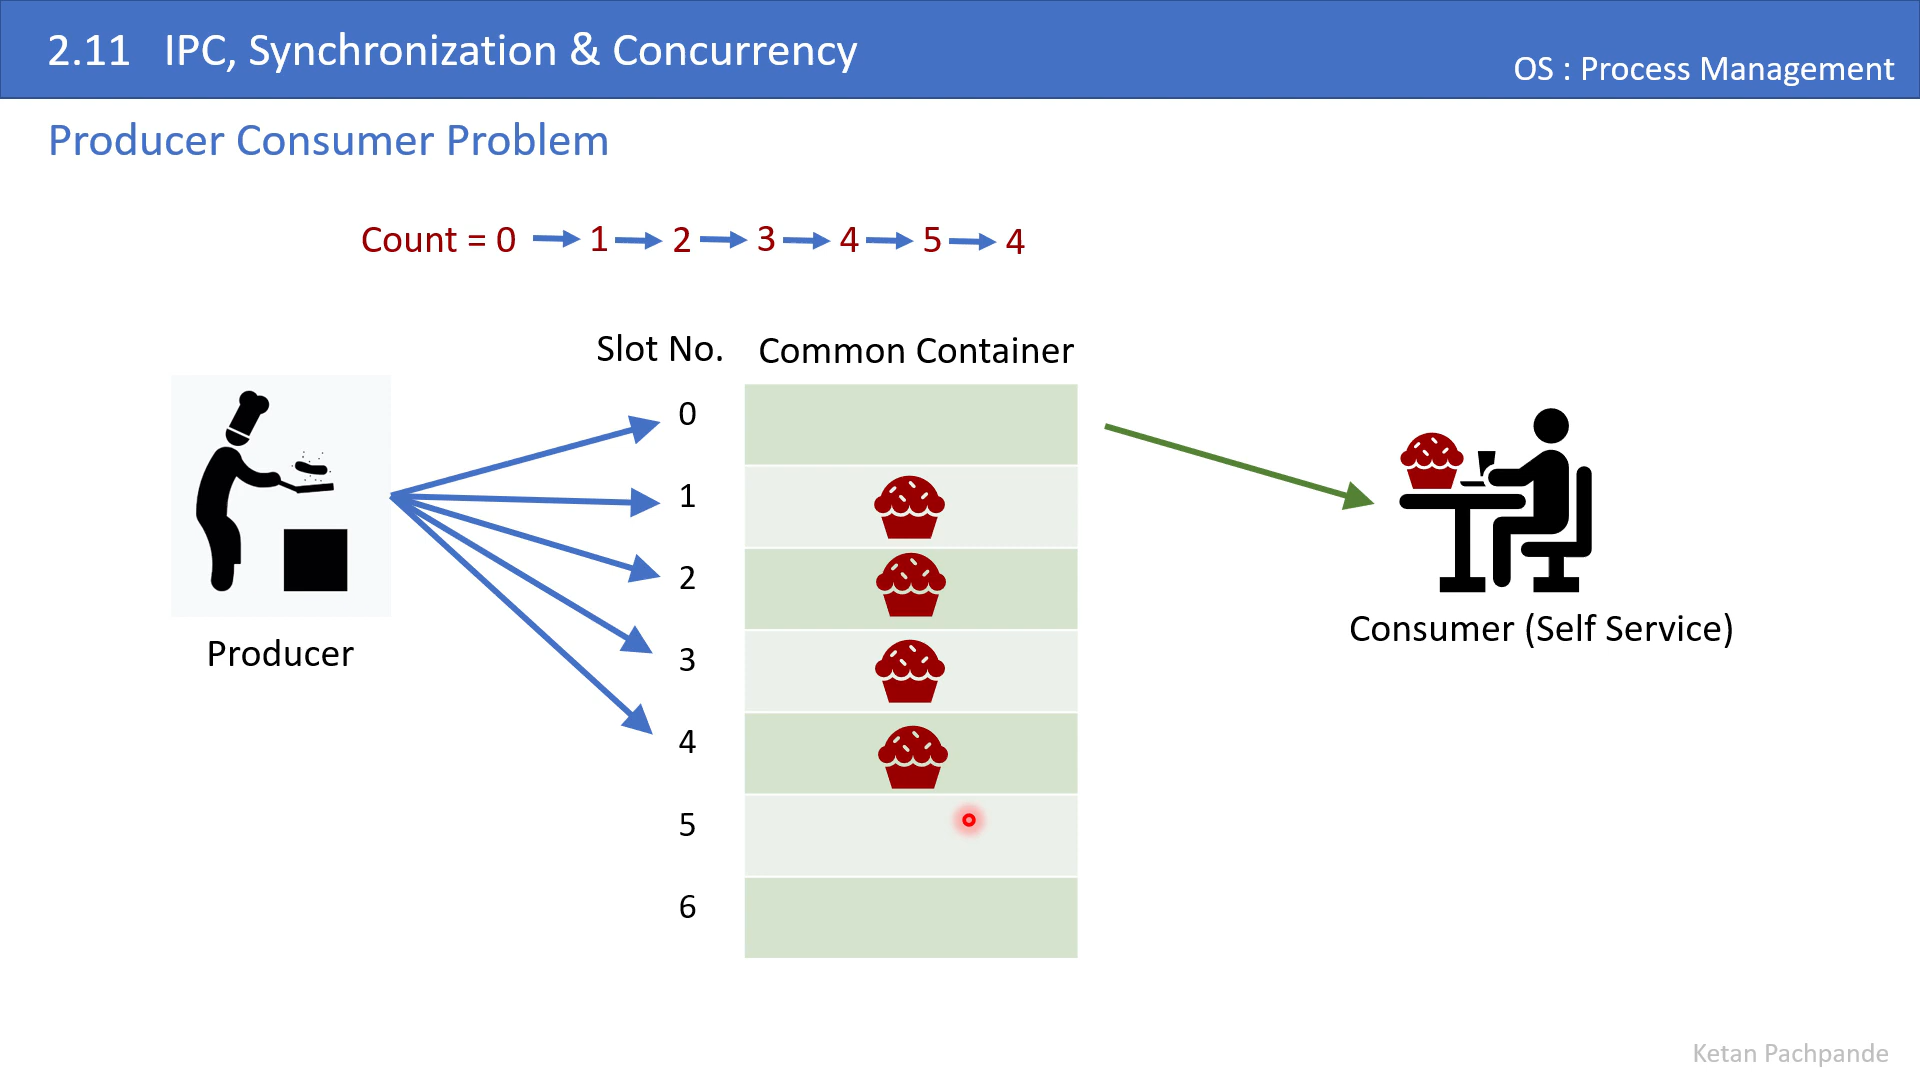 2.11 IPC, Synchronization & Concurrency
OS : Process Management
Producer Consumer Problem
Count = 0 1 2 3 4 5 4
Slot No. Common Container
0
1
2
3
4
5
6
Producer
Consumer (Self Service)
Ketan Pachpande